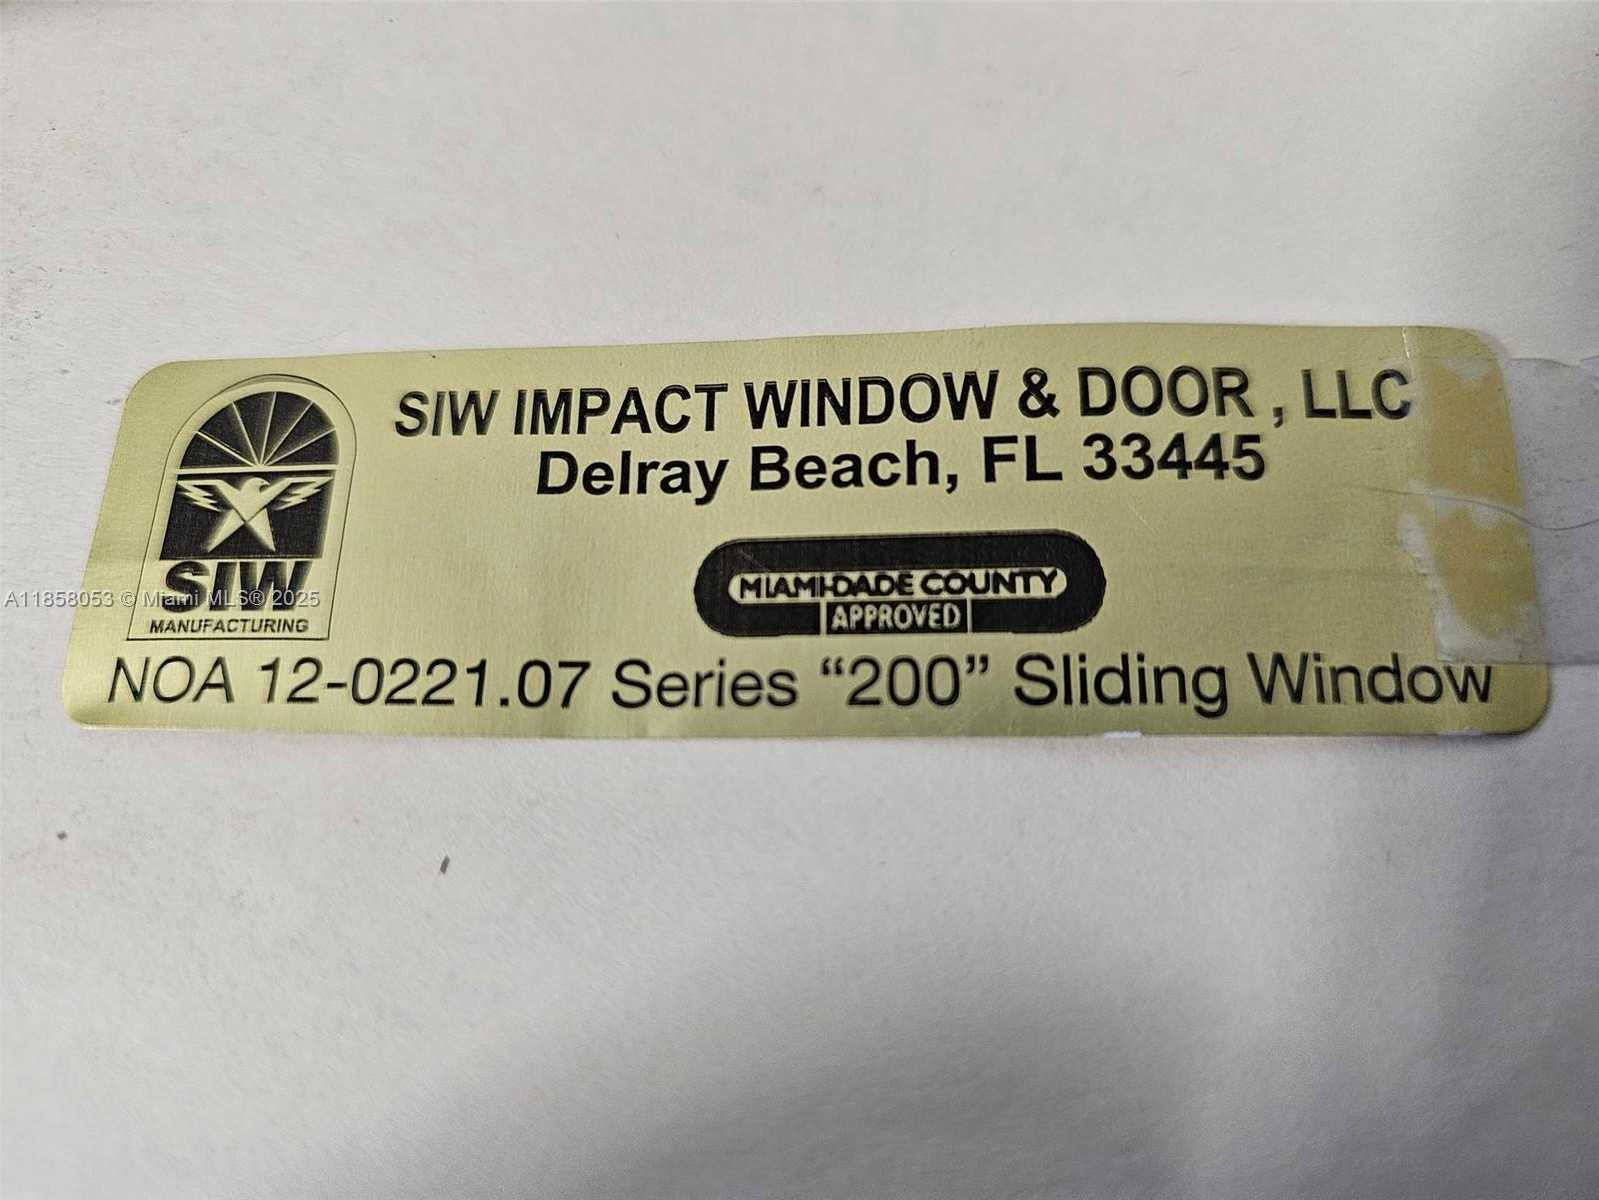 SIW IMPACT WINDOW & DOOR , LLC
Delray Beach, FL 33445
SIW
MANUFACTURING
MIAMI-DADE COUNTY
APPROVED
NOA 12-0221.07 Series “200” Sliding Window
A11858053 © Miami MLS® 2025